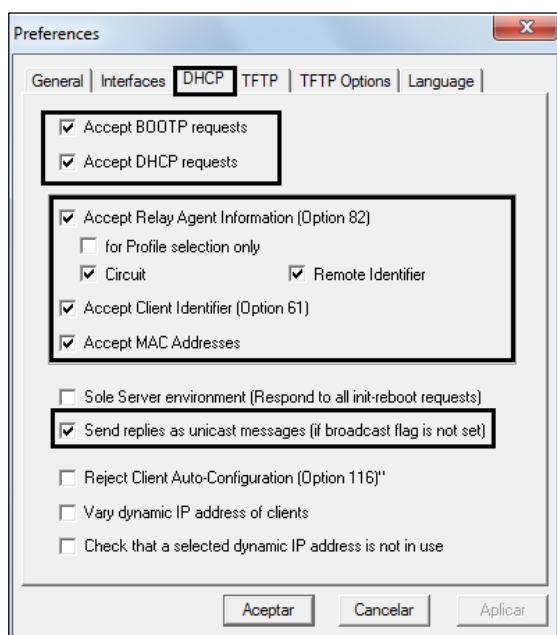 Preferences
General Interfaces DHCP TFTP TFTP Options Language
Accept BOOTP requests
Accept DHCP requests
Accept Relay Agent Information (Option 82)
for Profile selection only
Circuit Remote Identifier
Accept Client Identifier (Option 61)
Accept MAC Addresses
Sole Server environment (Respond to all init-reboot requests)
Send replies as unicast messages (if broadcast flag is not set)
Reject Client Auto-Configuration (Option 116)"
Vary dynamic IP address of clients
Check that a selected dynamic IP address is not in use
Aceptar Cancelar Aplicar